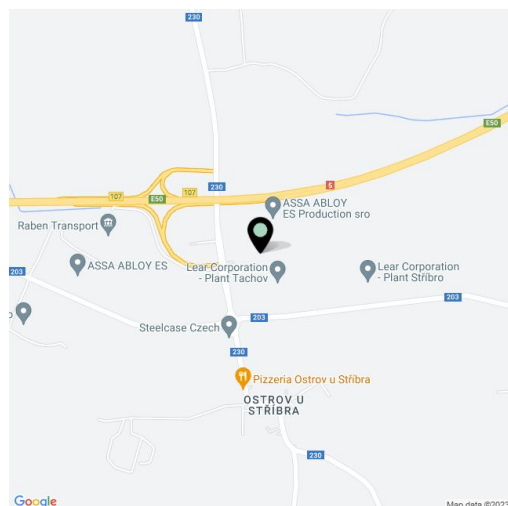 230
E50
5
107
107
E50
230
ASSA ABLOY
ES Production sro
Raben Transport
ASSA ABLOY ES
Lear Corporation
- Plant Tachov
Lear Corporation
- Plant Stříbro
203
203
o
Steelcase Czech
203
230
Pizzeria Ostrov u Stříbra
OSTROV U
STŘÍBRA
230
Google
Map data ©2023